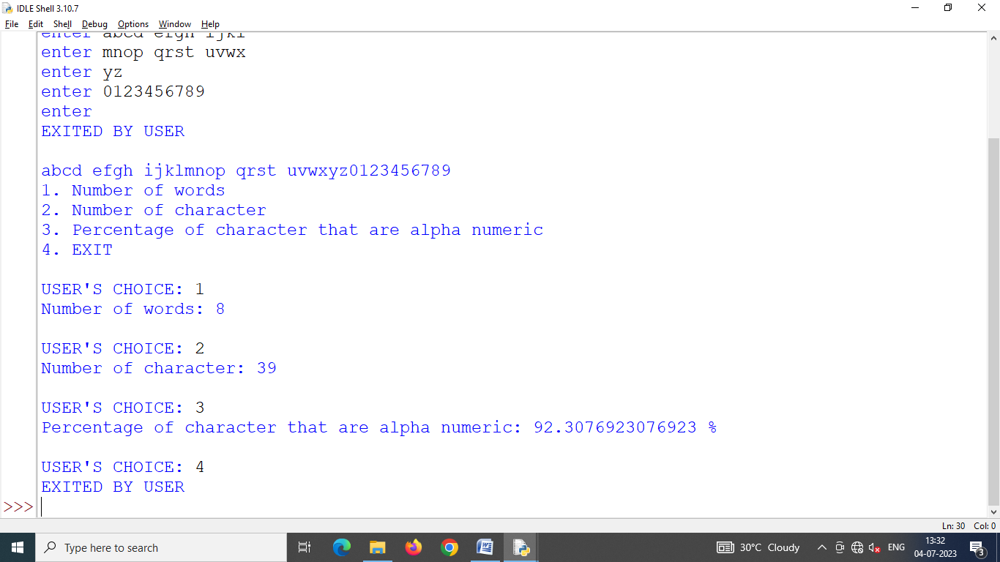 IDLE Shell 3.10.7
File Edit Shell Debug Options Window Help
enter abcd efgh ijkl
enter mnop qrst uvwx
enter yz
enter 0123456789
enter
EXITED BY USER
abcd efgh ijklmnop qrst uvwxyz0123456789
1. Number of words
2. Number of character
3. Percentage of character that are alpha numeric
4. EXIT
USER'S CHOICE: 1
Number of words: 8
USER'S CHOICE: 2
Number of character: 39
USER'S CHOICE: 3
Percentage of character that are alpha numeric: 92.3076923076923 %
USER'S CHOICE: 4
EXITED BY USER
>>>
Ln: 30 Col: 0
Type here to search
30°C Cloudy
ENG
13:32
04-07-2023
3